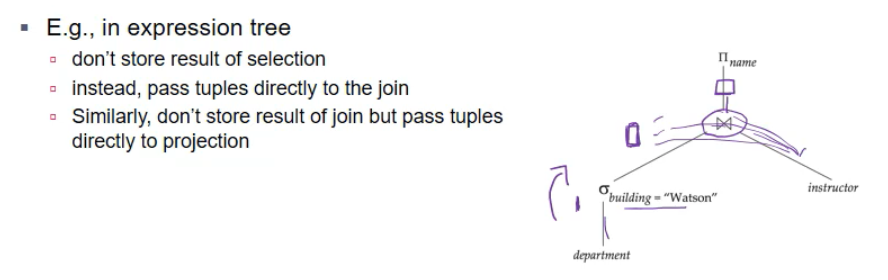 E.g., in expression tree
don't store result of selection
instead, pass tuples directly to the join
Similarly, don't store result of join but pass tuples
directly to projection
Π name
⋈
σ building = “Watson”
instructor
department